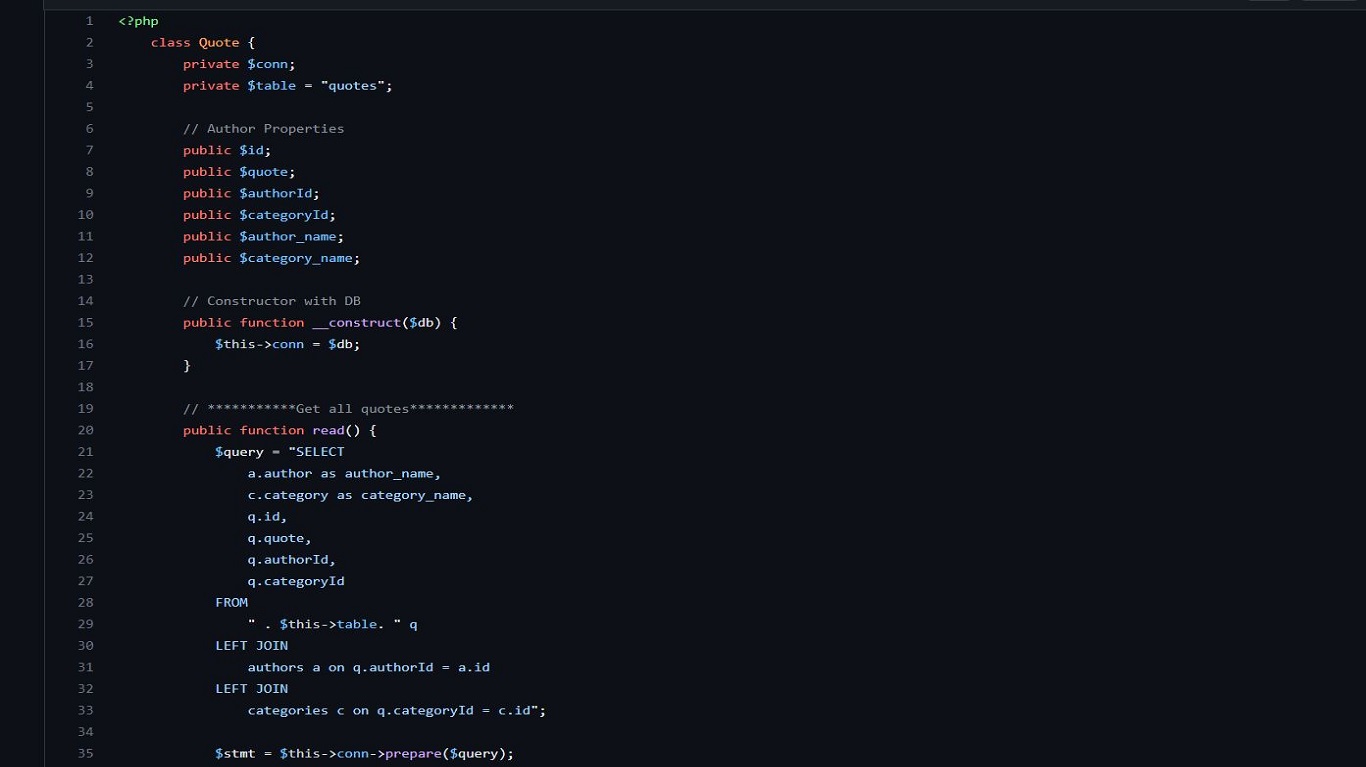 1 <?php
2     class Quote {
3         private $conn;
4         private $table = "quotes";
5
6         // Author Properties
7         public $id;
8         public $quote;
9         public $authorId;
10         public $categoryId;
11         public $author_name;
12         public $category_name;
13
14         // Constructor with DB
15         public function __construct($db) {
16             $this->conn = $db;
17         }
18
19         // ***********Get all quotes*************
20         public function read() {
21             $query = "SELECT
22                 a.author as author_name,
23                 c.category as category_name,
24                 q.id,
25                 q.quote,
26                 q.authorId,
27                 q.categoryId
28             FROM
29                 " . $this->table. " q
30             LEFT JOIN
31                 authors a on q.authorId = a.id
32             LEFT JOIN
33                 categories c on q.categoryId = c.id";
34
35             $stmt = $this->conn->prepare($query);